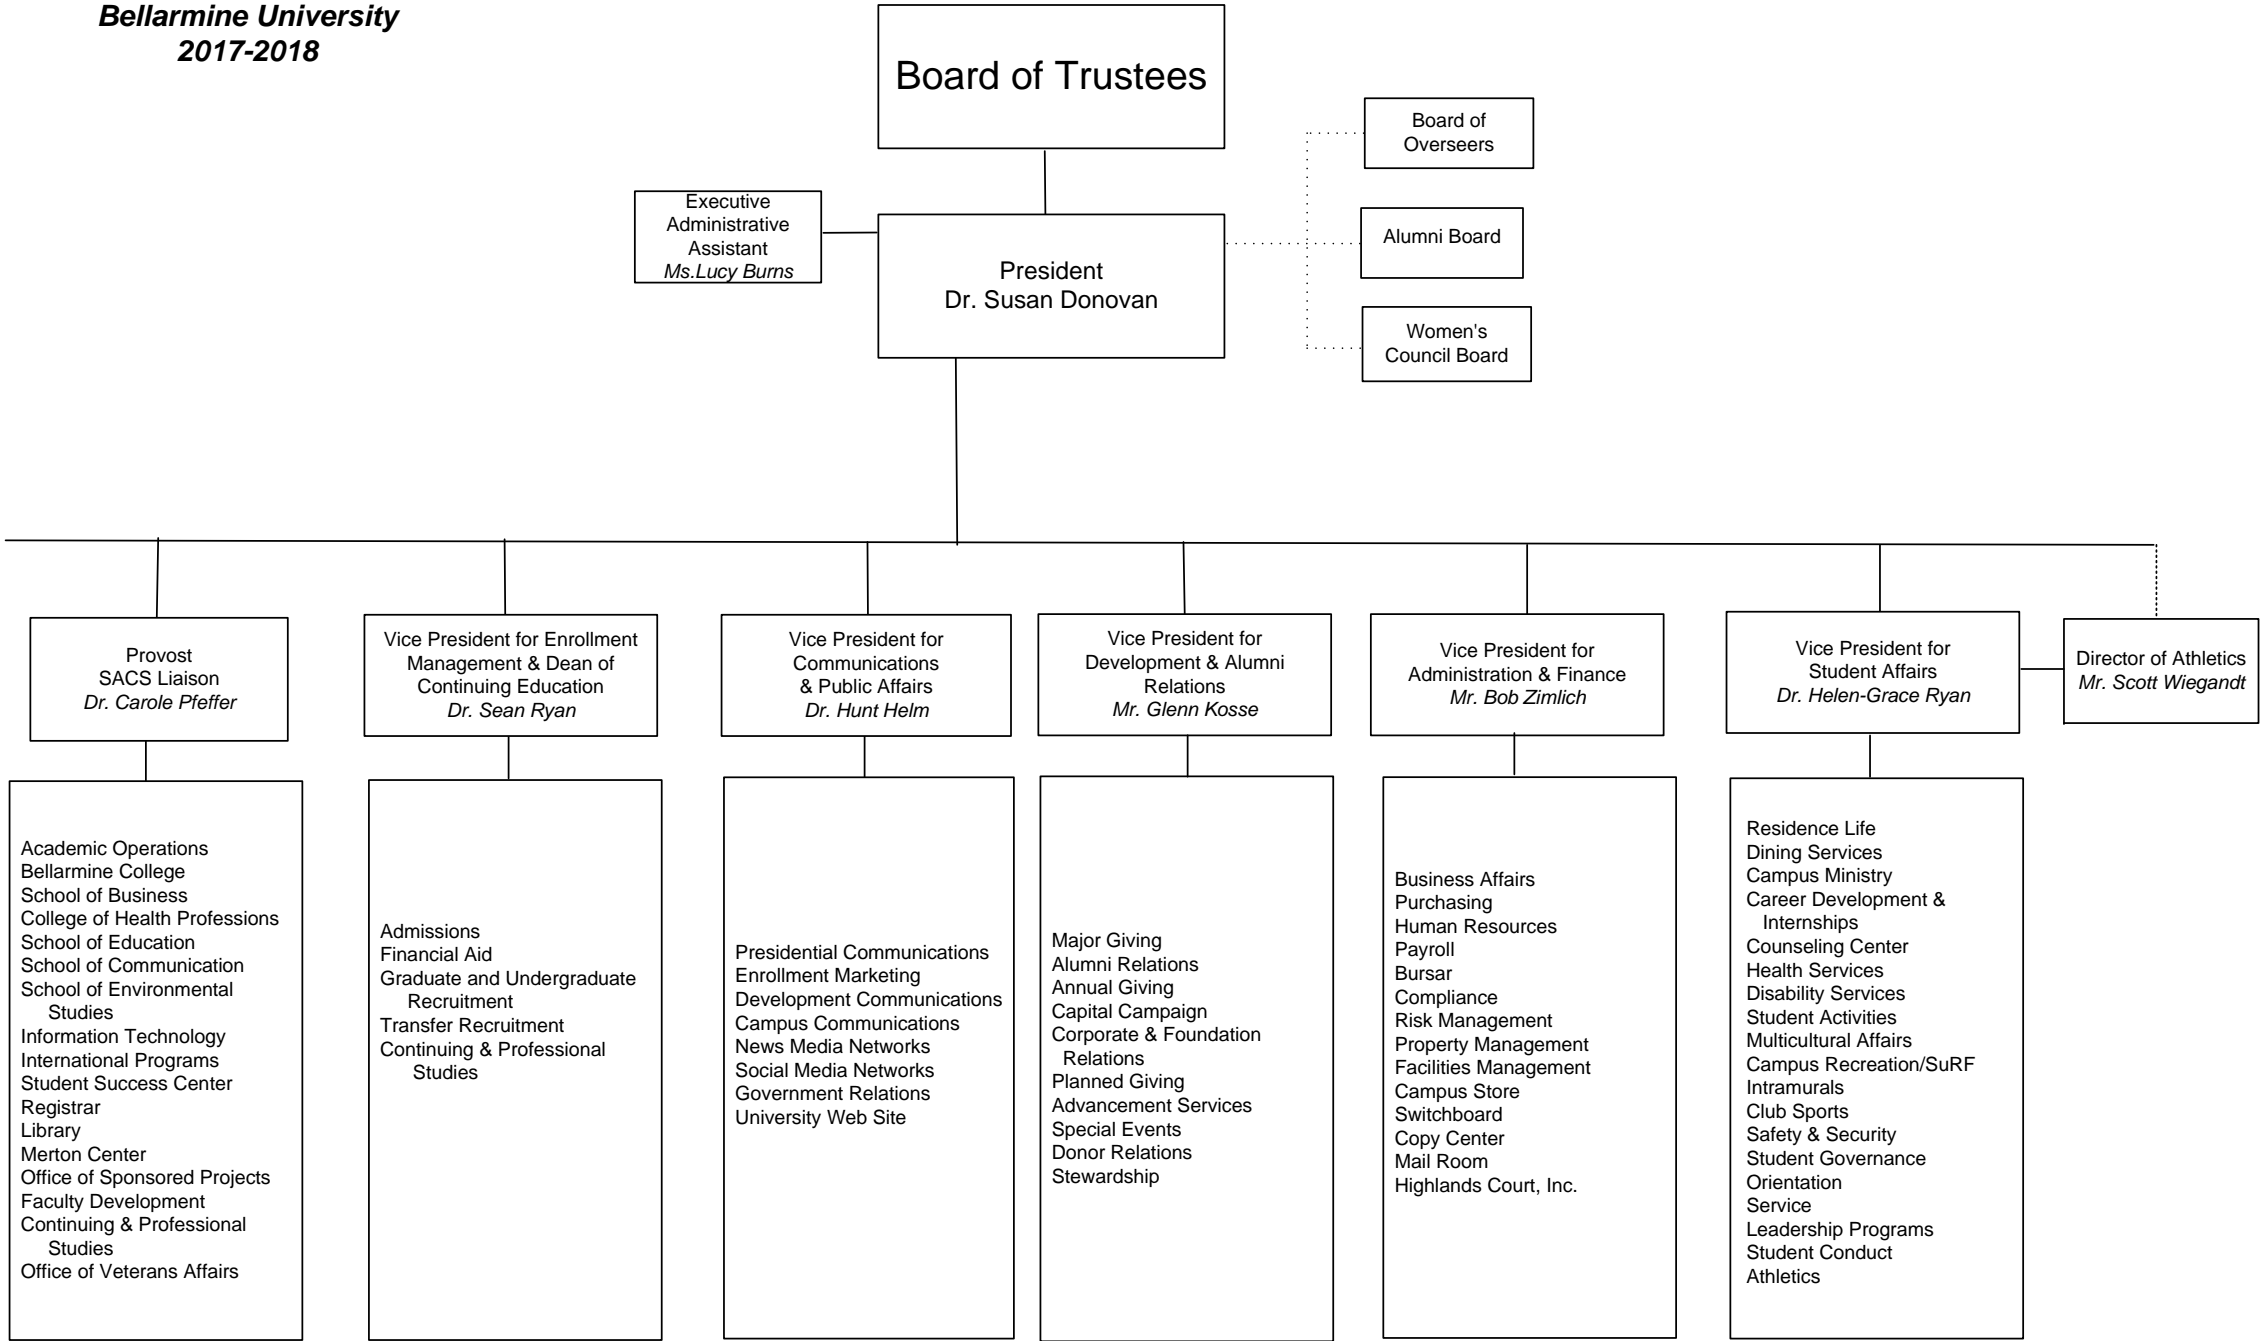 Bellarmine University
2017-2018
Board of Trustees
Board of
Overseers
Executive
Administrative
Assistant
Ms.Lucy Burns
Alumni Board
President
Dr. Susan Donovan
Women's
Council Board
Provost
SACS Liaison
Dr. Carole Pfeffer
Vice President for Enrollment
Management & Dean of
Continuing Education
Dr. Sean Ryan
Vice President for
Communications
& Public Affairs
Dr. Hunt Helm
Vice President for
Development & Alumni
Relations
Mr. Glenn Kosse
Vice President for
Administration & Finance
Mr. Bob Zimlich
Vice President for
Student Affairs
Dr. Helen-Grace Ryan
Director of Athletics
Mr. Scott Wiegandt
Academic Operations
Bellarmine College
School of Business
College of Health Professions
School of Education
School of Communication
School of Environmental
Studies
Information Technology
International Programs
Student Success Center
Registrar
Library
Merton Center
Office of Sponsored Projects
Faculty Development
Continuing & Professional
Studies
Office of Veterans Affairs
Admissions
Financial Aid
Graduate and Undergraduate
Recruitment
Transfer Recruitment
Continuing & Professional
Studies
Presidential Communications
Enrollment Marketing
Development Communications
Campus Communications
News Media Networks
Social Media Networks
Government Relations
University Web Site
Major Giving
Alumni Relations
Annual Giving
Capital Campaign
Corporate & Foundation
Relations
Planned Giving
Advancement Services
Special Events
Donor Relations
Stewardship
Business Affairs
Purchasing
Human Resources
Payroll
Bursar
Compliance
Risk Management
Property Management
Facilities Management
Campus Store
Switchboard
Copy Center
Mail Room
Highlands Court, Inc.
Residence Life
Dining Services
Campus Ministry
Career Development &
Internships
Counseling Center
Health Services
Disability Services
Student Activities
Multicultural Affairs
Campus Recreation/SuRF
Intramurals
Club Sports
Safety & Security
Student Governance
Orientation
Service
Leadership Programs
Student Conduct
Athletics